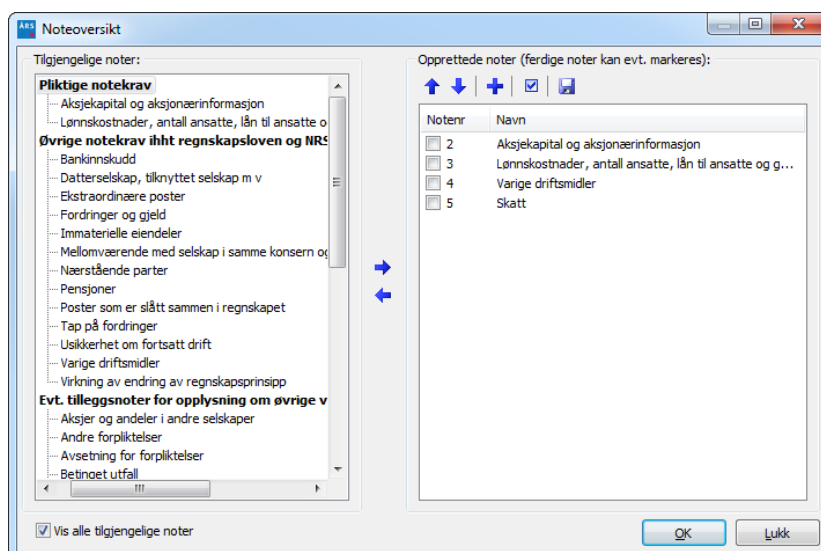 ÅRS Noteoversikt
Tilgjengelige noter:
Pliktige notekrav
Aksjekapital og aksjonærinformasjon
Lønnskostnader, antall ansatte, lån til ansatte o
Øvrige notekrav ihht regnskapsloven og NRS
Bankinnskudd
Datterselskap, tilknyttet selskap m v
Ekstraordinære poster
Fordringer og gjeld
Immaterielle eiendeler
Mellomværende med selskap i samme konsern og
Nærstående parter
Pensjoner
Poster som er slått sammen i regnskapet
Tap på fordringer
Usikkerhet om fortsatt drift
Varige driftsmidler
Virkning av endring av regnskapsprinsipp
Evt. tilleggsnoter for opplysning om øvrige v
Aksjer og andeler i andre selskaper
Andre forpliktelser
Avsetning for forpliktelser
Betinget utfall
Vis alle tilgjengelige noter
Opprettede noter (ferdige noter kan evt. markeres):
Notenr Navn
2 Aksjekapital og aksjonærinformasjon
3 Lønnskostnader, antall ansatte, lån til ansatte og g...
4 Varige driftsmidler
5 Skatt
OK Lukk